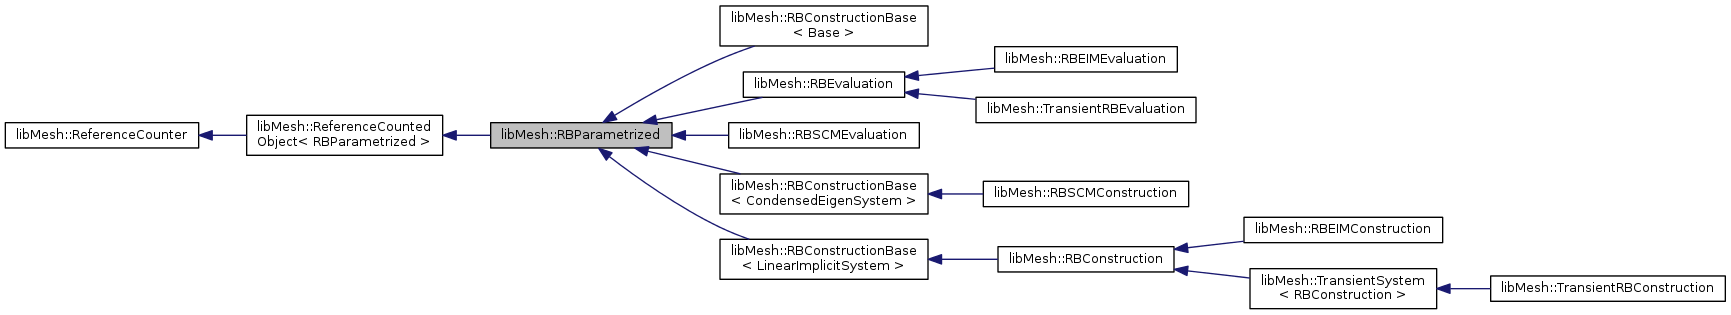 libMesh::ReferenceCounter
libMesh::ReferenceCounted
Object< RBParametrized >
libMesh::RBParametrized
libMesh::RBConstructionBase
< Base >
libMesh::RBEvaluation
libMesh::RBEIMEvaluation
libMesh::TransientRBEvaluation
libMesh::RBSCMEvaluation
libMesh::RBConstructionBase
< CondensedEigenSystem >
libMesh::RBSCMConstruction
libMesh::RBConstructionBase
< LinearImplicitSystem >
libMesh::RBConstruction
libMesh::RBEIMConstruction
libMesh::TransientSystem
< RBConstruction >
libMesh::TransientRBConstruction